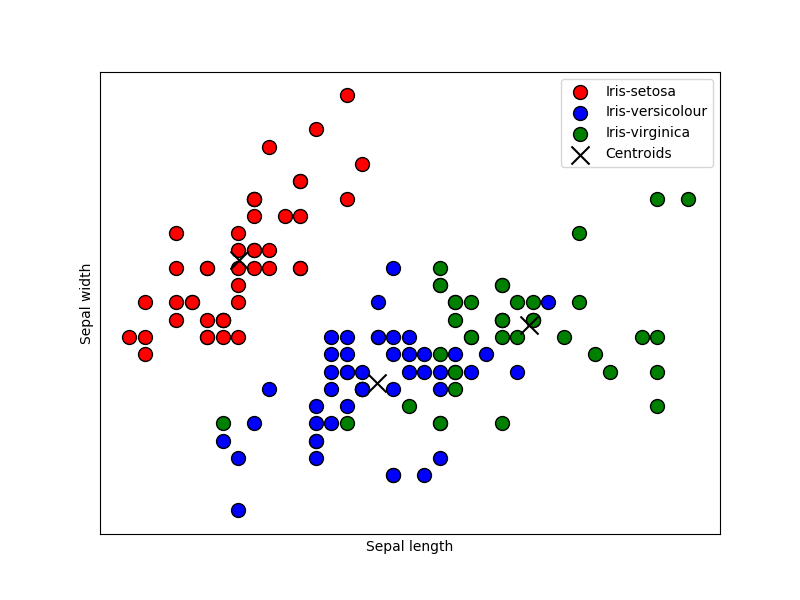 Iris-setosa
Iris-versicolour
Iris-virginica
Centroids
Sepal width
Sepal length